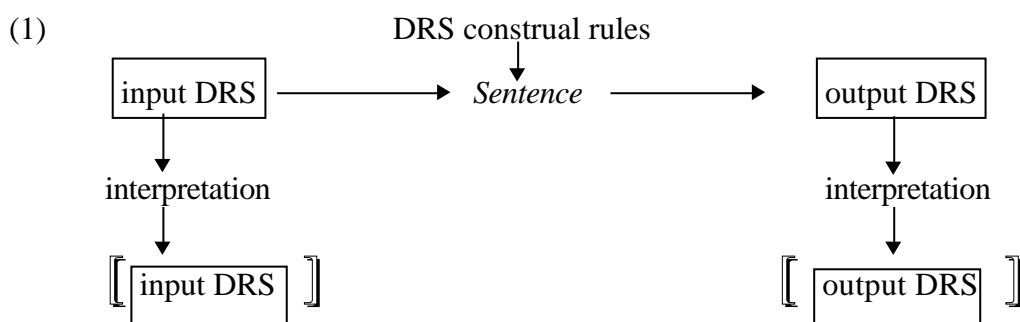 (1) DRS construal rules
input DRS Sentence output DRS
interpretation interpretation
⟦ input DRS ⟧ ⟦ output DRS ⟧